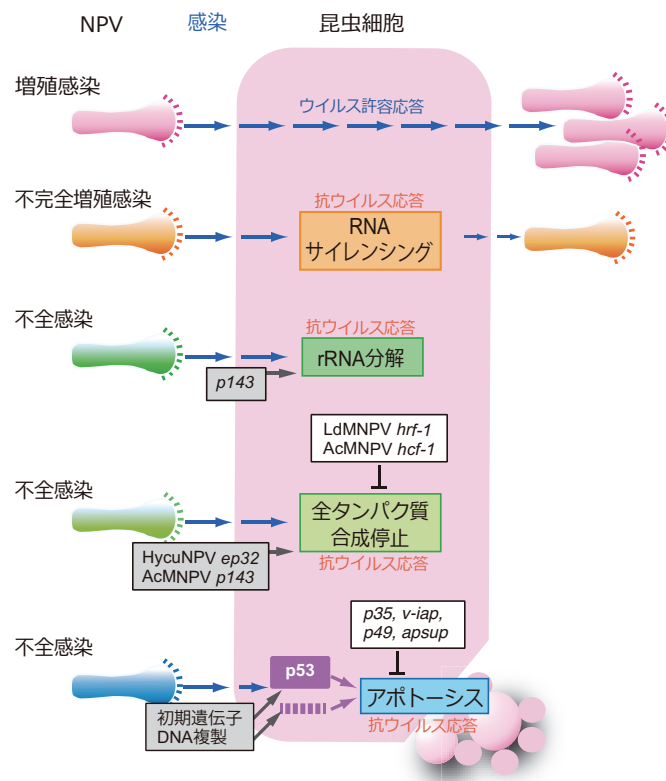 NPV
感染
昆虫細胞
増殖感染
ウイルス許容応答
不完全増殖感染
抗ウイルス応答
RNA
サイレンシング
不全感染
抗ウイルス応答
rRNA分解
p143
LdMNPV hrf-1
AcMNPV hcf-1
不全感染
全タンパク質
合成停止
HycuNPV ep32
AcMNPV p143
抗ウイルス応答
p35, v-iap,
p49, apsup
不全感染
p53
アポトーシス
初期遺伝子
DNA複製
抗ウイルス応答